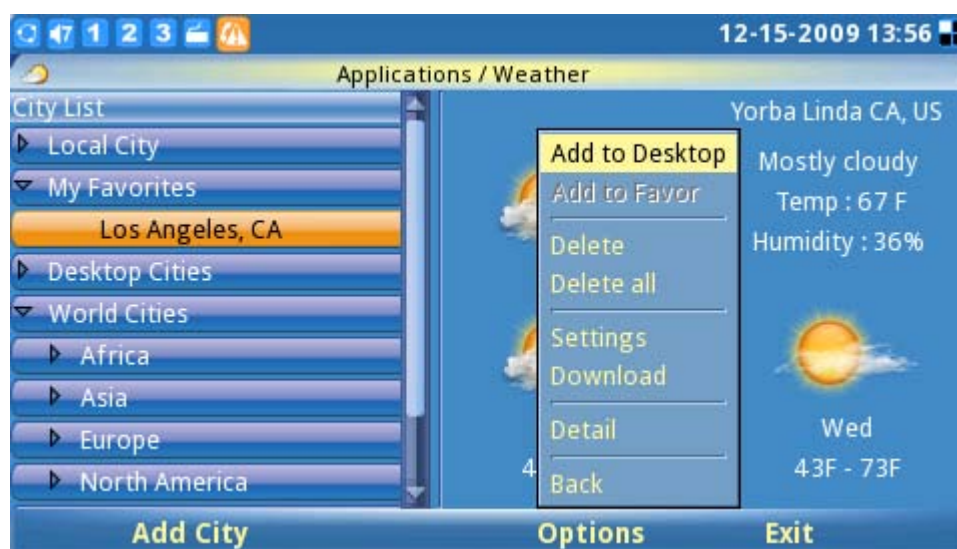 47 1 2 3
12-15-2009 13:56
Applications / Weather
City List
Local City
My Favorites
Los Angeles, CA
Desktop Cities
World Cities
Africa
Asia
Europe
North America
Yorba Linda CA, US
Mostly cloudy
Temp : 67 F
Humidity : 36%
Add to Desktop
Add to Favor
Delete
Delete all
Settings
Download
Detail
Back
Wed
4
43F - 73F
Add City
Options
Exit